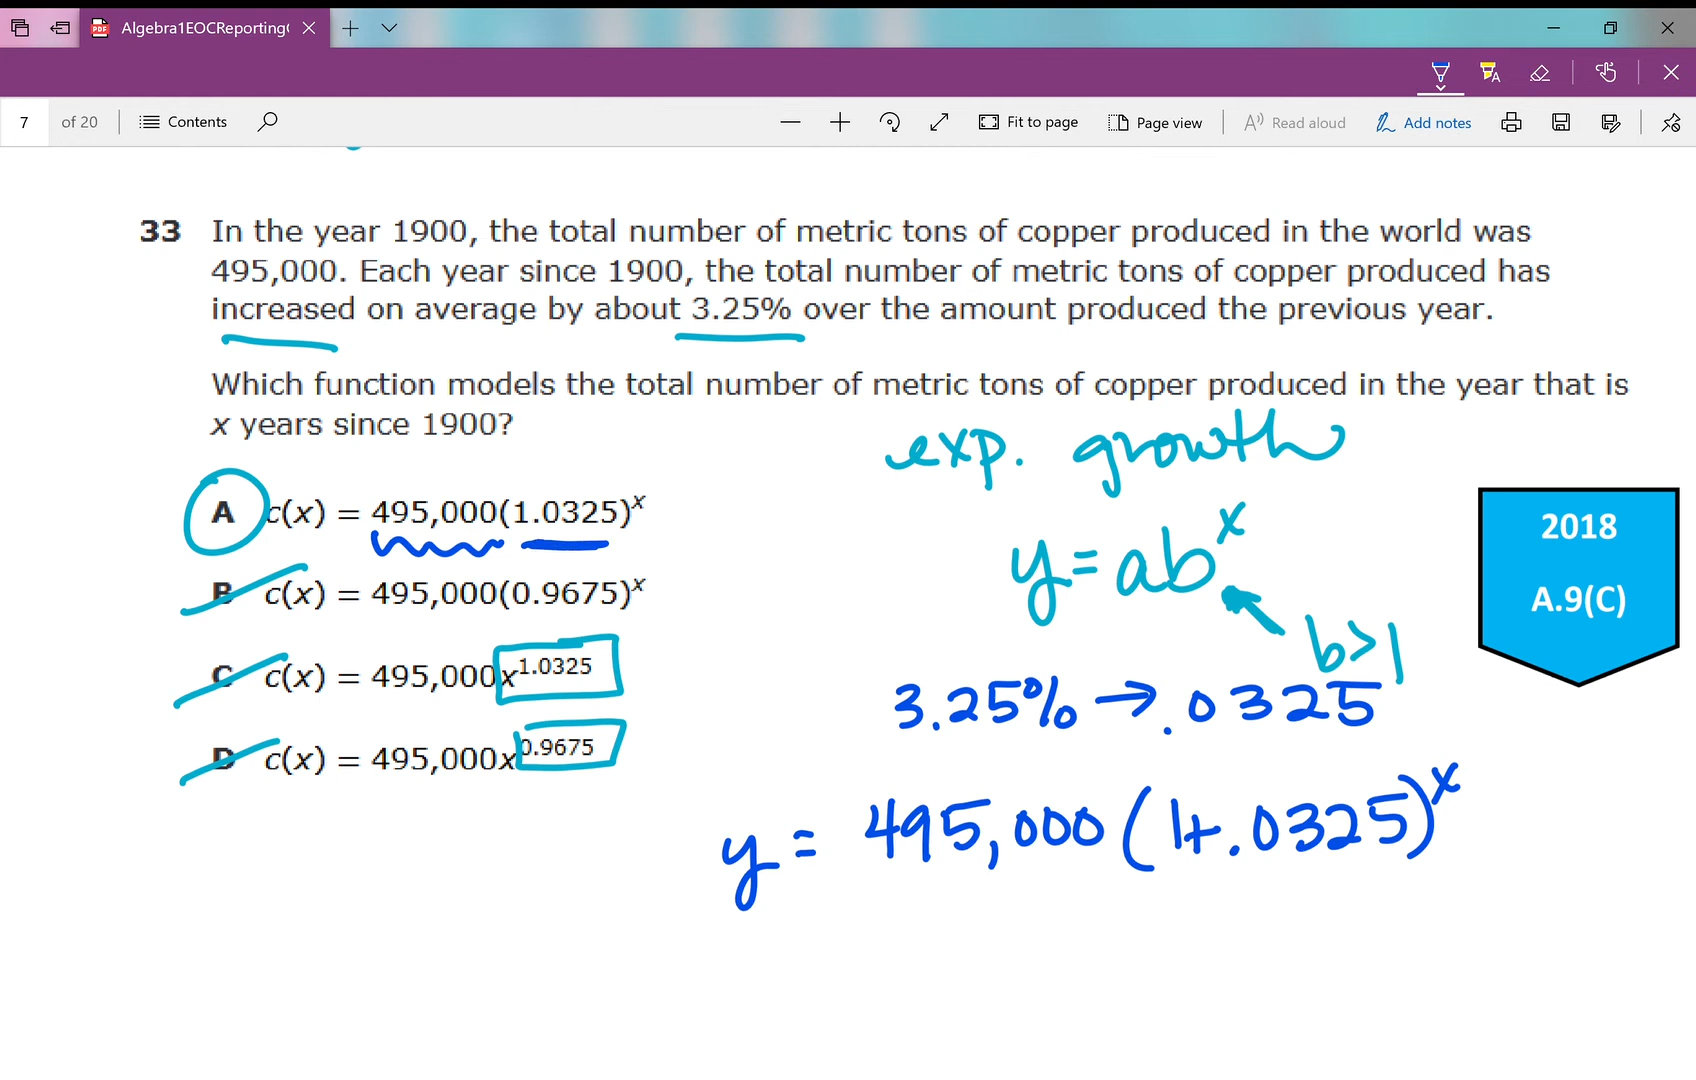 Algebra1EOCReporting(
7 of 20 Contents Fit to page Page view Read aloud Add notes
33 In the year 1900, the total number of metric tons of copper produced in the world was
495,000. Each year since 1900, the total number of metric tons of copper produced has
increased on average by about 3.25% over the amount produced the previous year.
Which function models the total number of metric tons of copper produced in the year that is
x years since 1900?
exp. growth
A c(x) = 495,000(1.0325)^x
y = ab^x
2018
A.9(C)
B c(x) = 495,000(0.9675)^x
b>1
C c(x) = 495,000x^1.0325
3.25% → .0325
D c(x) = 495,000x^0.9675
y = 495,000 (1+.0325)^x